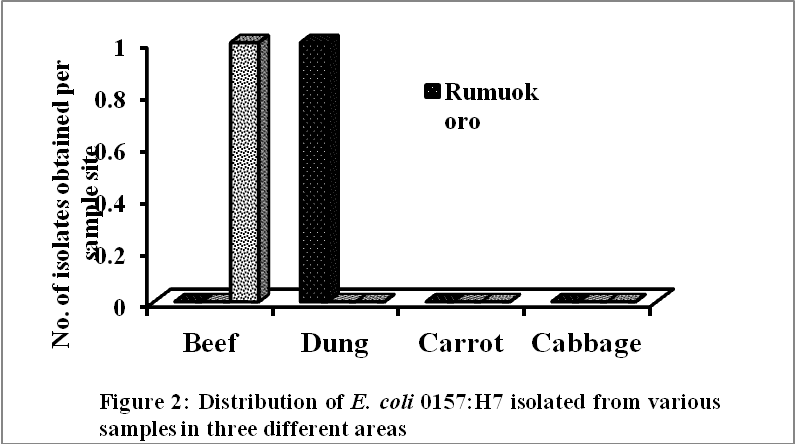 No. of isolates obtained per
sample site
1
0.8
0.6
0.4
0.2
0
Rumuok
oro
Beef Dung Carrot Cabbage
Figure 2: Distribution of E. coli 0157:H7 isolated from various
samples in three different areas